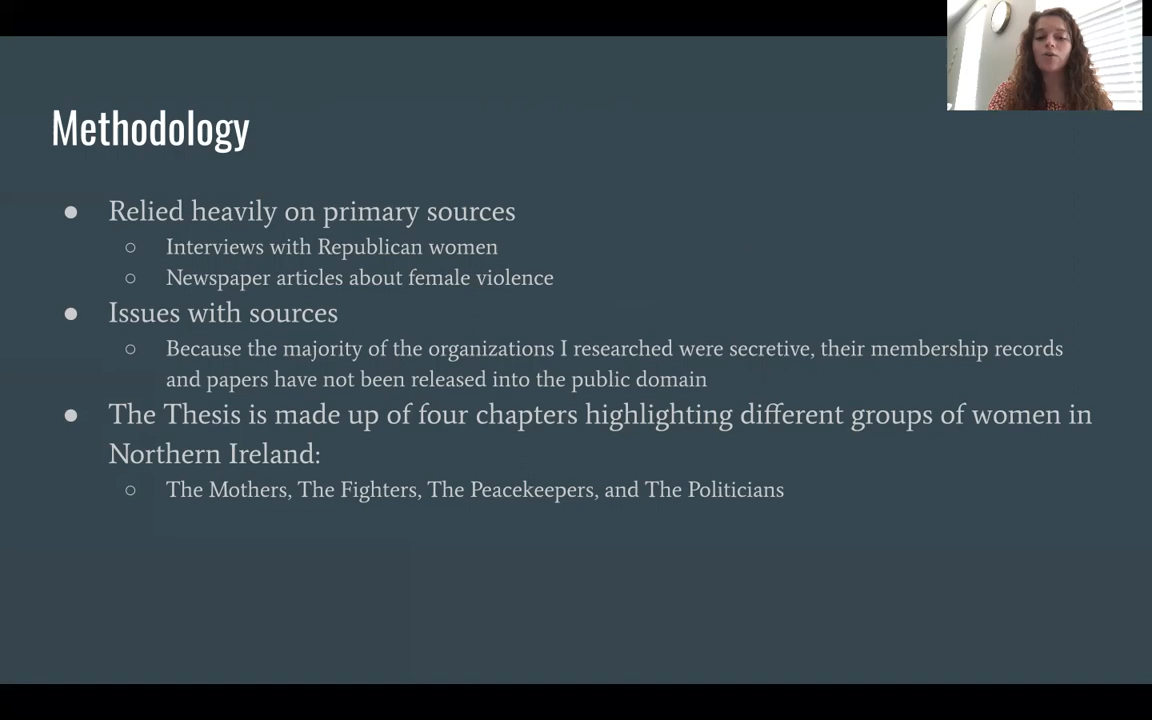 Methodology
● Relied heavily on primary sources
○ Interviews with Republican women
○ Newspaper articles about female violence
● Issues with sources
○ Because the majority of the organizations I researched were secretive, their membership records
and papers have not been released into the public domain
● The Thesis is made up of four chapters highlighting different groups of women in
Northern Ireland:
○ The Mothers, The Fighters, The Peacekeepers, and The Politicians